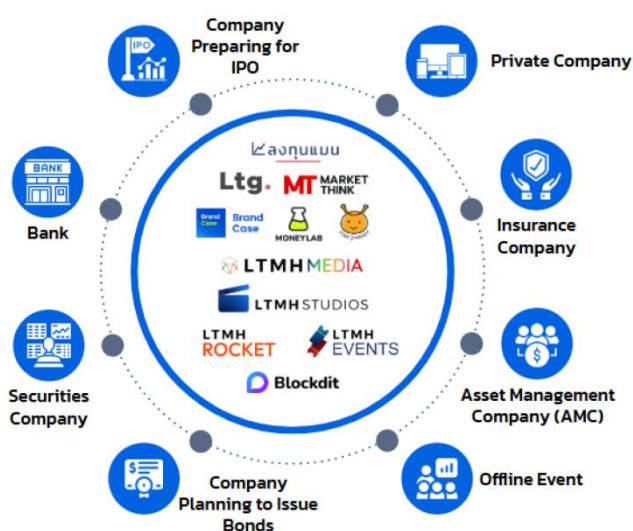 Company
Preparing for
IPO
IPO
Private Company
BANK
Bank
Insurance
Company
Securities
Company
Asset Management
Company (AMC)
Company
Planning to Issue
Bonds
Offline Event
ลงทุนแมน
Ltg.
MT MARKET
THINK
Brand
Case
Brand
Case
MONEYLAB
LTMH MEDIA
LTMH STUDIOS
LTMH
ROCKET
LTMH
EVENTS
Blockdit